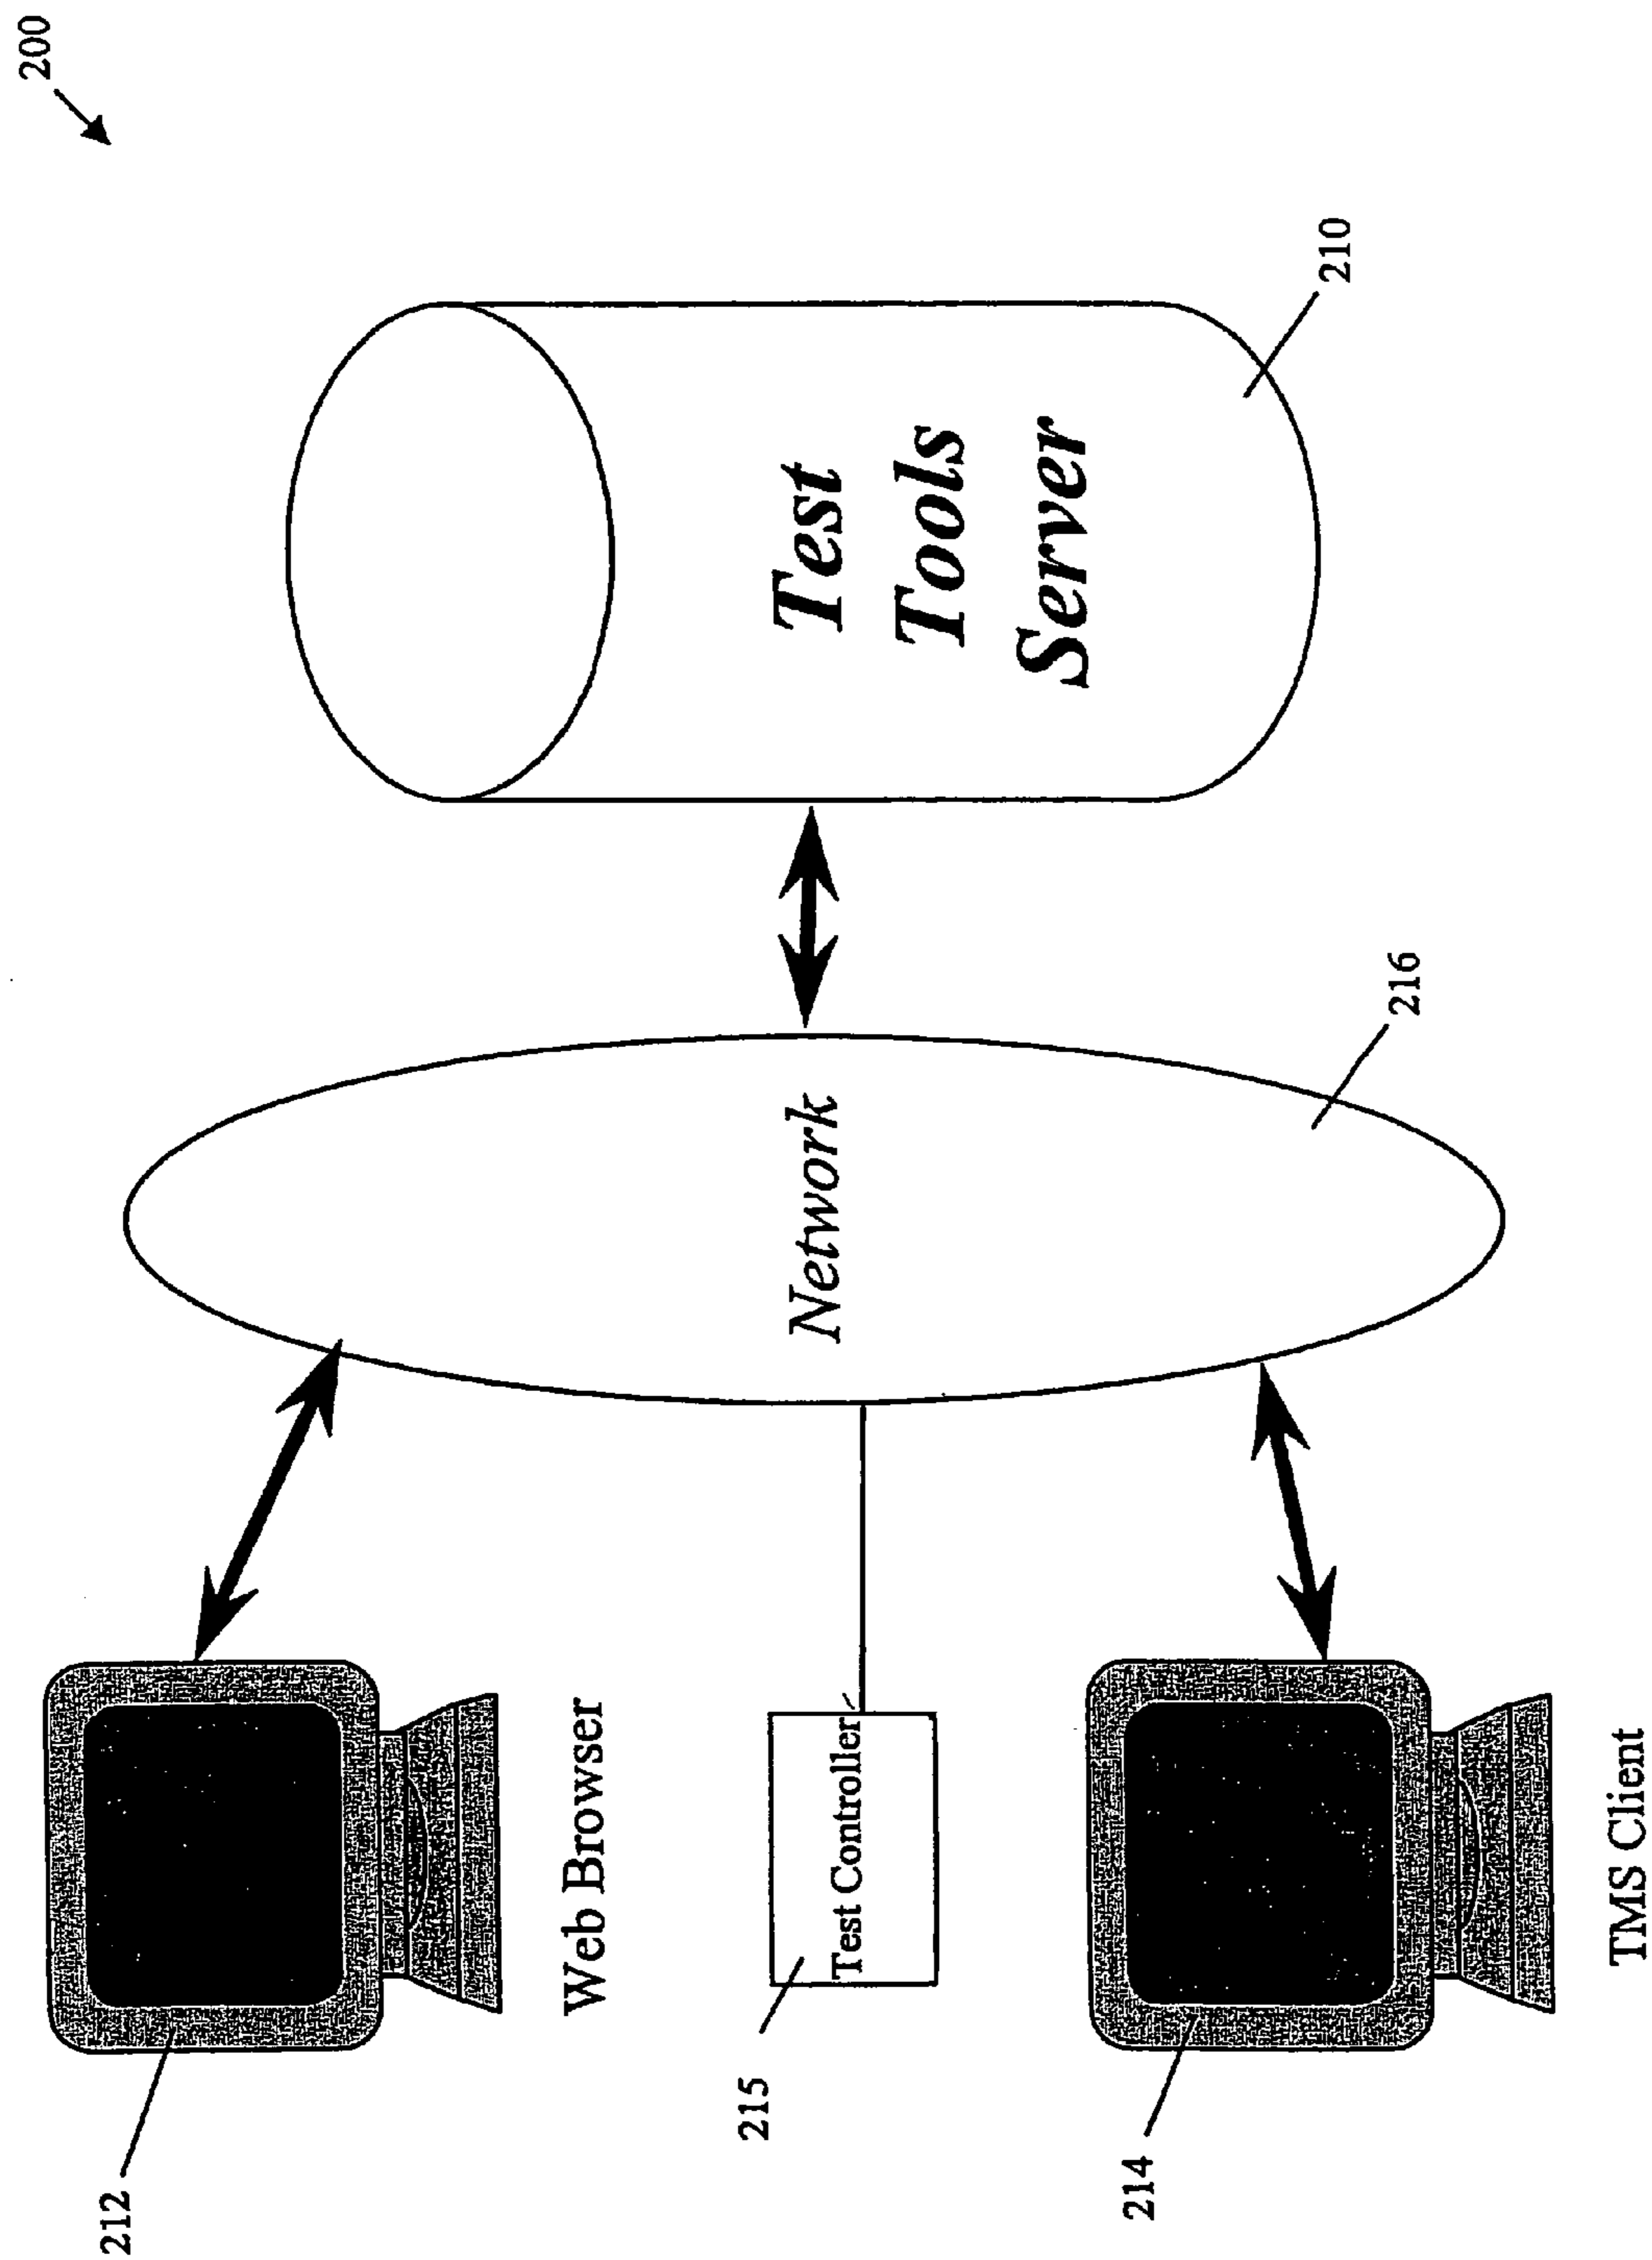 200
212
Web Browser
215
Test Controller
214
TMS Client
Network
216
Test
Tools
Server
210